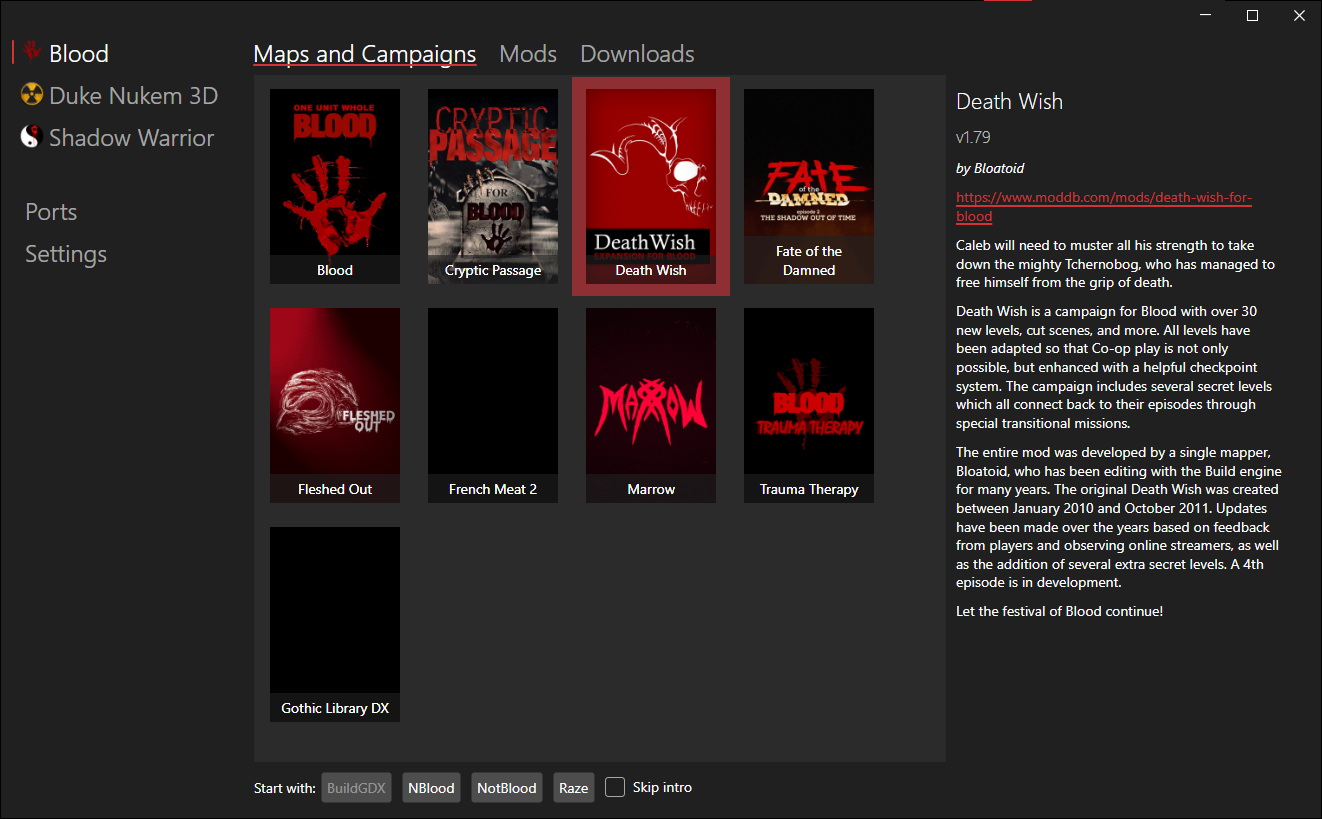 Blood
Duke Nukem 3D
Shadow Warrior
Ports
Settings
Maps and Campaigns
Mods
Downloads
ONE UNIT WHOLE
BLOOD
Blood
CRYPTIC
PASSAGE
FOR
BLOOD
Cryptic Passage
DeathWish
EXPANSION FOR BLOOD
Death Wish
FATE
of the
DAMNED
episode 2
THE SHADOW OUT OF TIME
Fate of the
Damned
FLESHED
OUT
Fleshed Out
French Meat 2
MARROW
Marrow
BLOOD
TRAUMA THERAPY
Trauma Therapy
Gothic Library DX
Start with:
BuildGDX
NBlood
NotBlood
Raze
Skip intro
Death Wish
v1.79
by Bloatoid
https://www.moddb.com/mods/death-wish-for-
blood
Caleb will need to muster all his strength to take
down the mighty Tchernobog, who has managed to
free himself from the grip of death.
Death Wish is a campaign for Blood with over 30
new levels, cut scenes, and more. All levels have
been adapted so that Co-op play is not only
possible, but enhanced with a helpful checkpoint
system. The campaign includes several secret levels
which all connect back to their episodes through
special transitional missions.
The entire mod was developed by a single mapper,
Bloatoid, who has been editing with the Build engine
for many years. The original Death Wish was created
between January 2010 and October 2011. Updates
have been made over the years based on feedback
from players and observing online streamers, as well
as the addition of several extra secret levels. A 4th
episode is in development.
Let the festival of Blood continue!